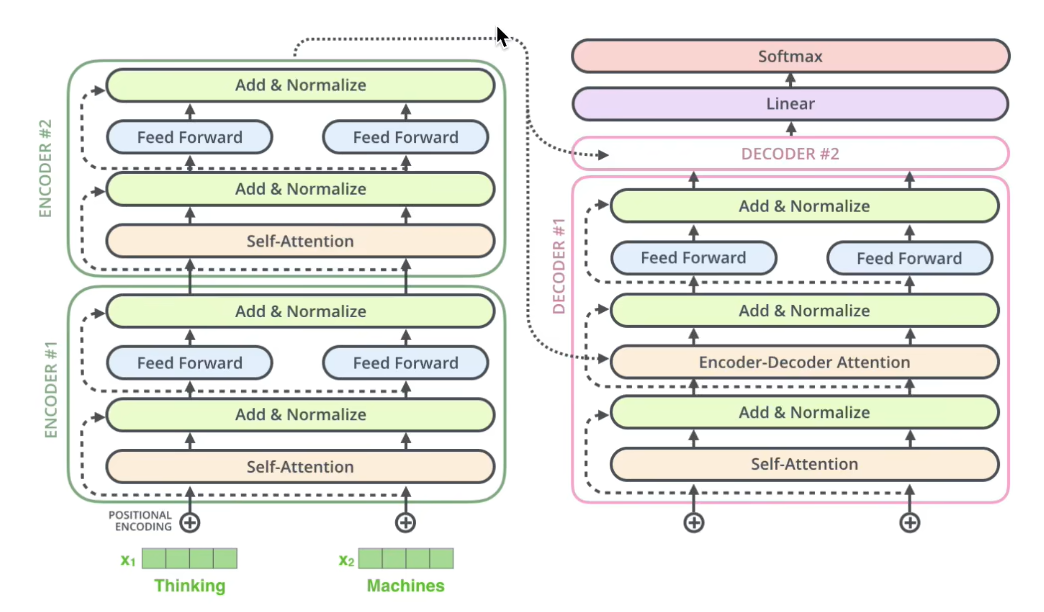 ENCODER #2
Add & Normalize
Feed Forward Feed Forward
Add & Normalize
Self-Attention
ENCODER #1
Add & Normalize
Feed Forward Feed Forward
Add & Normalize
Self-Attention
POSITIONAL
ENCODING
x₁ x₂
Thinking Machines
Softmax
Linear
DECODER #2
DECODER #1
Add & Normalize
Feed Forward Feed Forward
Add & Normalize
Encoder-Decoder Attention
Add & Normalize
Self-Attention